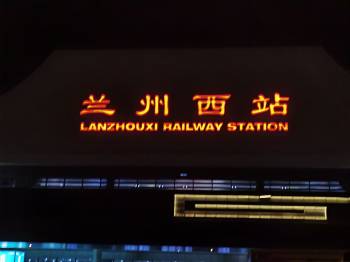 兰州西站
LANZHOUXI RAILWAY STATION